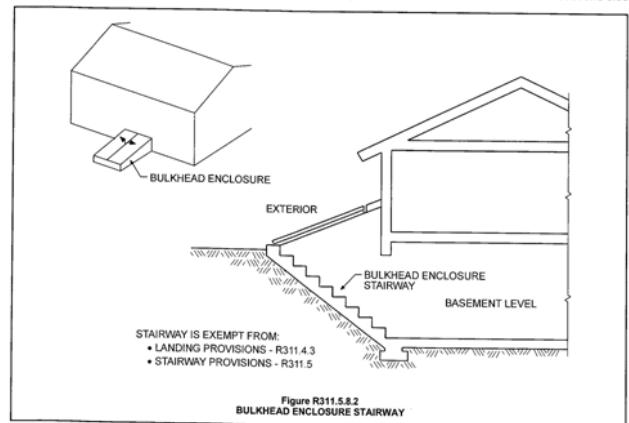 BULKHEAD ENCLOSURE
EXTERIOR
BULKHEAD ENCLOSURE
STAIRWAY
BASEMENT LEVEL
STAIRWAY IS EXEMPT FROM:
• LANDING PROVISIONS - R311.4.3
• STAIRWAY PROVISIONS - R311.5
Figure R311.5.8.2
BULKHEAD ENCLOSURE STAIRWAY